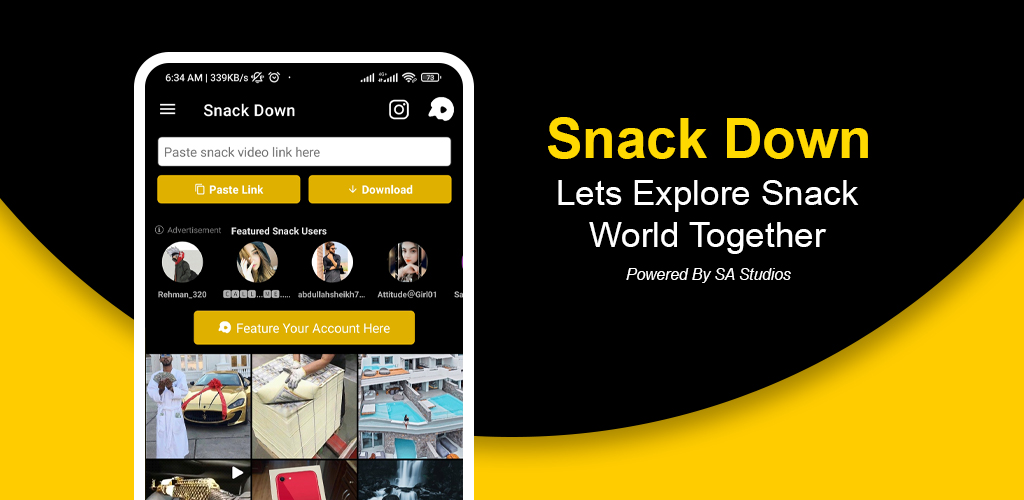 6:34 AM | 339KB/s
4G+
73
Snack Down
Paste snack video link here
Paste Link
Download
Advertisement
Featured Snack Users
Rehman_320
🅲🅰🅻🅻...🅼🅴.....
abdullahsheikh7...
Attitude@Girl01
Sa
Feature Your Account Here
Snack Down
Lets Explore Snack
World Together
Powered By SA Studios